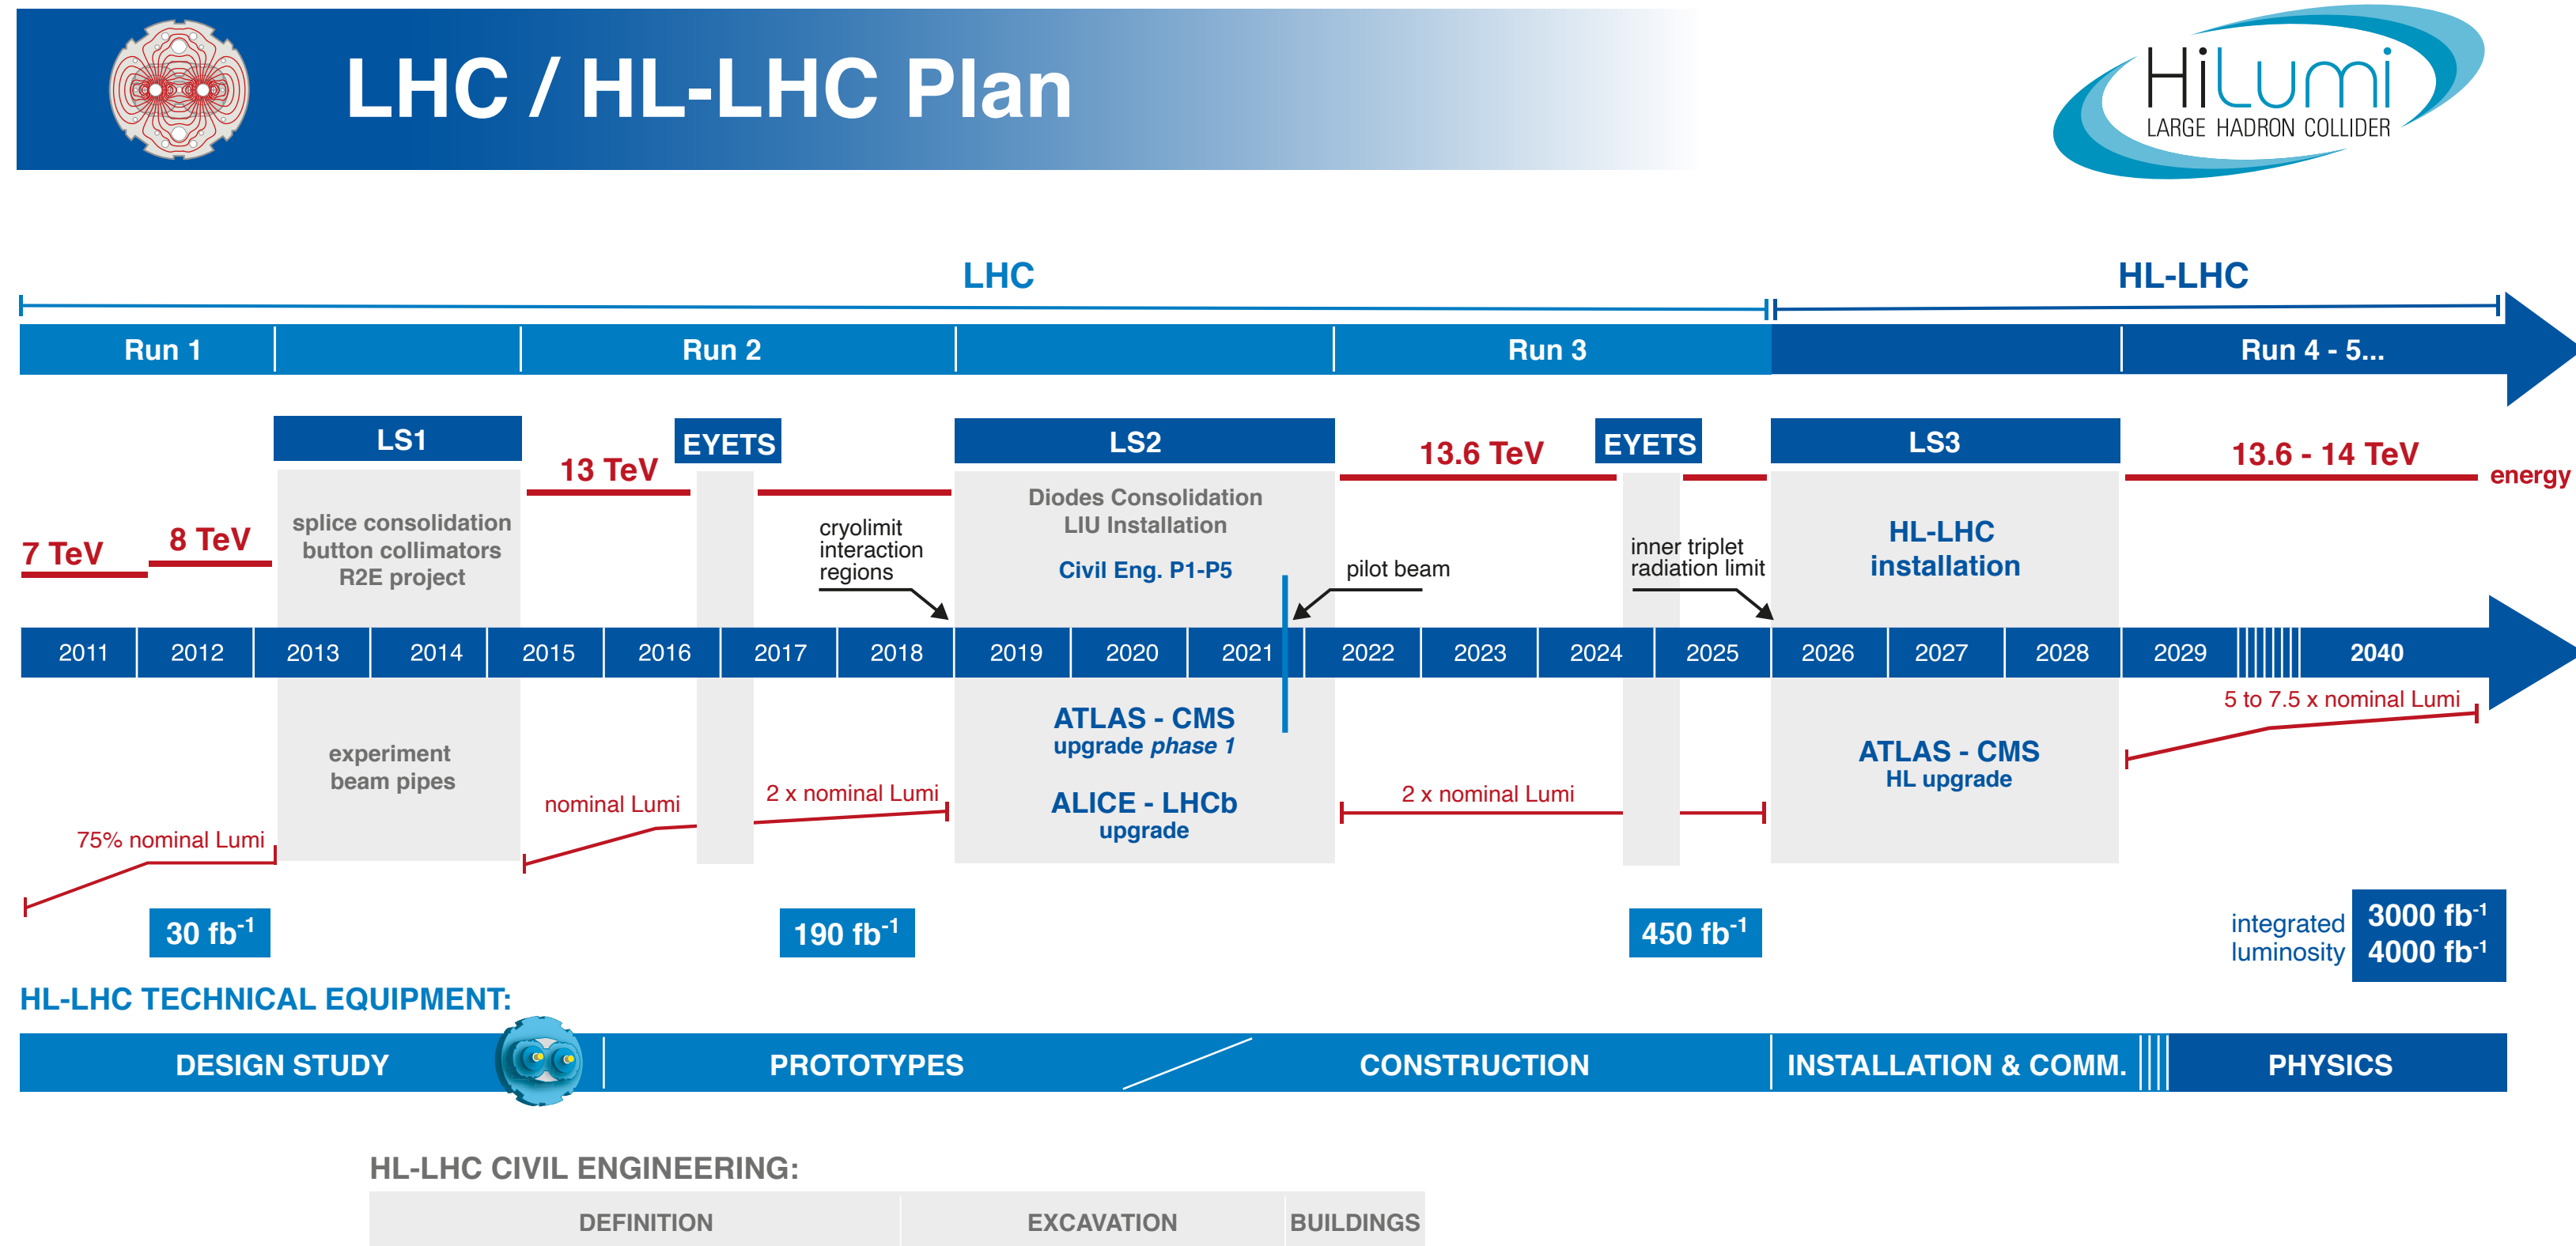 LHC / HL-LHC Plan
HiLumi
LARGE HADRON COLLIDER
LHC
HL-LHC
Run 1
Run 2
Run 3
Run 4 - 5...
LS1
EYETS
LS2
EYETS
LS3
7 TeV
8 TeV
13 TeV
13.6 TeV
13.6 - 14 TeV
energy
splice consolidation
button collimators
R2E project
cryolimit
interaction
regions
Diodes Consolidation
LIU Installation
Civil Eng. P1-P5
pilot beam
inner triplet
radiation limit
HL-LHC
installation
2011
2012
2013
2014
2015
2016
2017
2018
2019
2020
2021
2022
2023
2024
2025
2026
2027
2028
2029
2040
experiment
beam pipes
ATLAS - CMS
upgrade phase 1
ALICE - LHCb
upgrade
ATLAS - CMS
HL upgrade
75% nominal Lumi
nominal Lumi
2 x nominal Lumi
2 x nominal Lumi
5 to 7.5 x nominal Lumi
30 fb-1
190 fb-1
450 fb-1
integrated
luminosity
3000 fb-1
4000 fb-1
HL-LHC TECHNICAL EQUIPMENT:
DESIGN STUDY
PROTOTYPES
CONSTRUCTION
INSTALLATION & COMM.
PHYSICS
HL-LHC CIVIL ENGINEERING:
DEFINITION
EXCAVATION
BUILDINGS